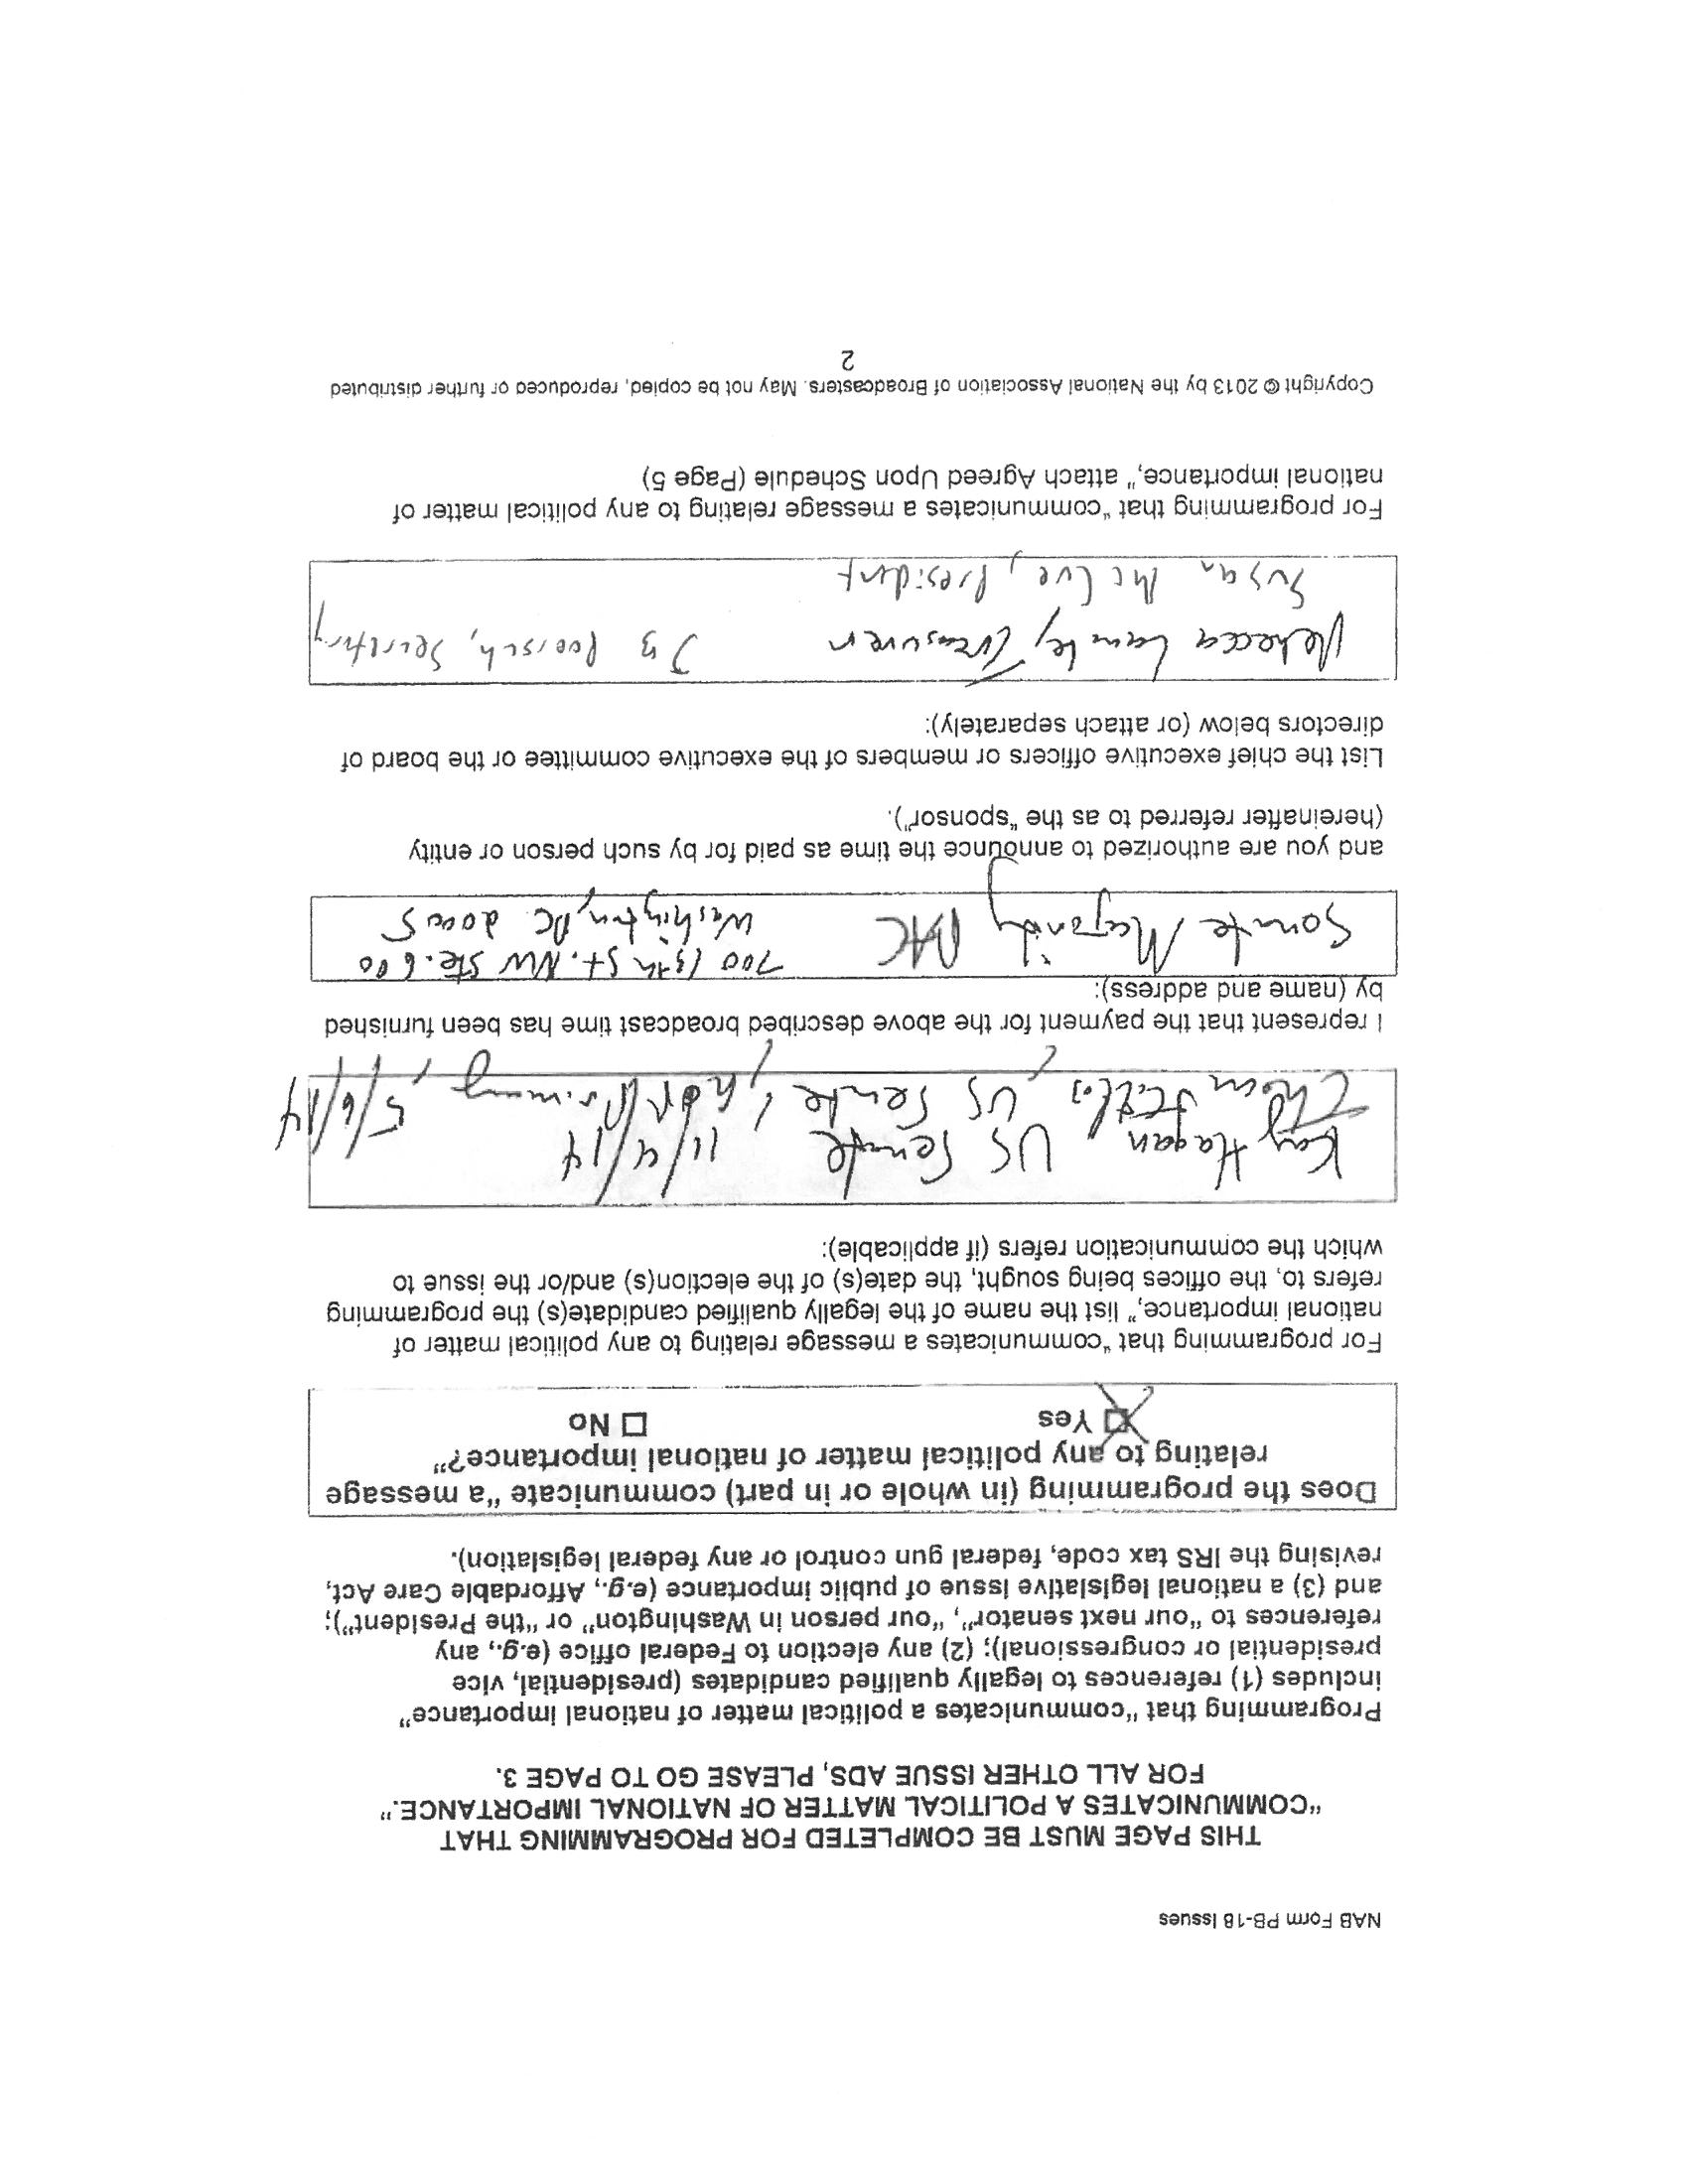 NAB Form PB-18 Issues
THIS PAGE MUST BE COMPLETED FOR PROGRAMMING THAT
"COMMUNICATES A POLITICAL MATTER OF NATIONAL IMPORTANCE."
FOR ALL OTHER ISSUE ADS, PLEASE GO TO PAGE 3.
Programming that "communicates a political matter of national importance"
includes (1) references to legally qualified candidates (presidential, vice
presidential or congressional); (2) any election to Federal office (e.g., any
references to "our next senator", "our person in Washington" or "the President");
and (3) a national legislative issue of public importance (e.g., Affordable Care Act,
revising the IRS tax code, federal gun control or any federal legislation).
Does the programming (in whole or in part) communicate "a message
relating to any political matter of national importance?"
Yes No
For programming that "communicates a message relating to any political matter of
national importance," list the name of the legally qualified candidate(s) the programming
refers to, the offices being sought, the date(s) of the election(s) and/or the issue to
which the communication refers (if applicable):
Kay Hagan US Senate 11/4/14
Thom Tillis, US Senate, Primary, 5/6/14
I represent that the payment for the above described broadcast time has been furnished
by (name and address):
Senate Majority PAC 700 13th St. NW Ste. 600
Washington, DC 20005
and you are authorized to announce the time as paid for by such person or entity
(hereinafter referred to as the "sponsor").
List the chief executive officers or members of the executive committee or the board of
directors below (or attach separately):
Rebecca Lambe, Treasurer JB Poersch, Secretary
Susan McCue, President
For programming that "communicates a message relating to any political matter of
national importance," attach Agreed Upon Schedule (Page 5)
Copyright © 2013 by the National Association of Broadcasters. May not be copied, reproduced or further distributed
2